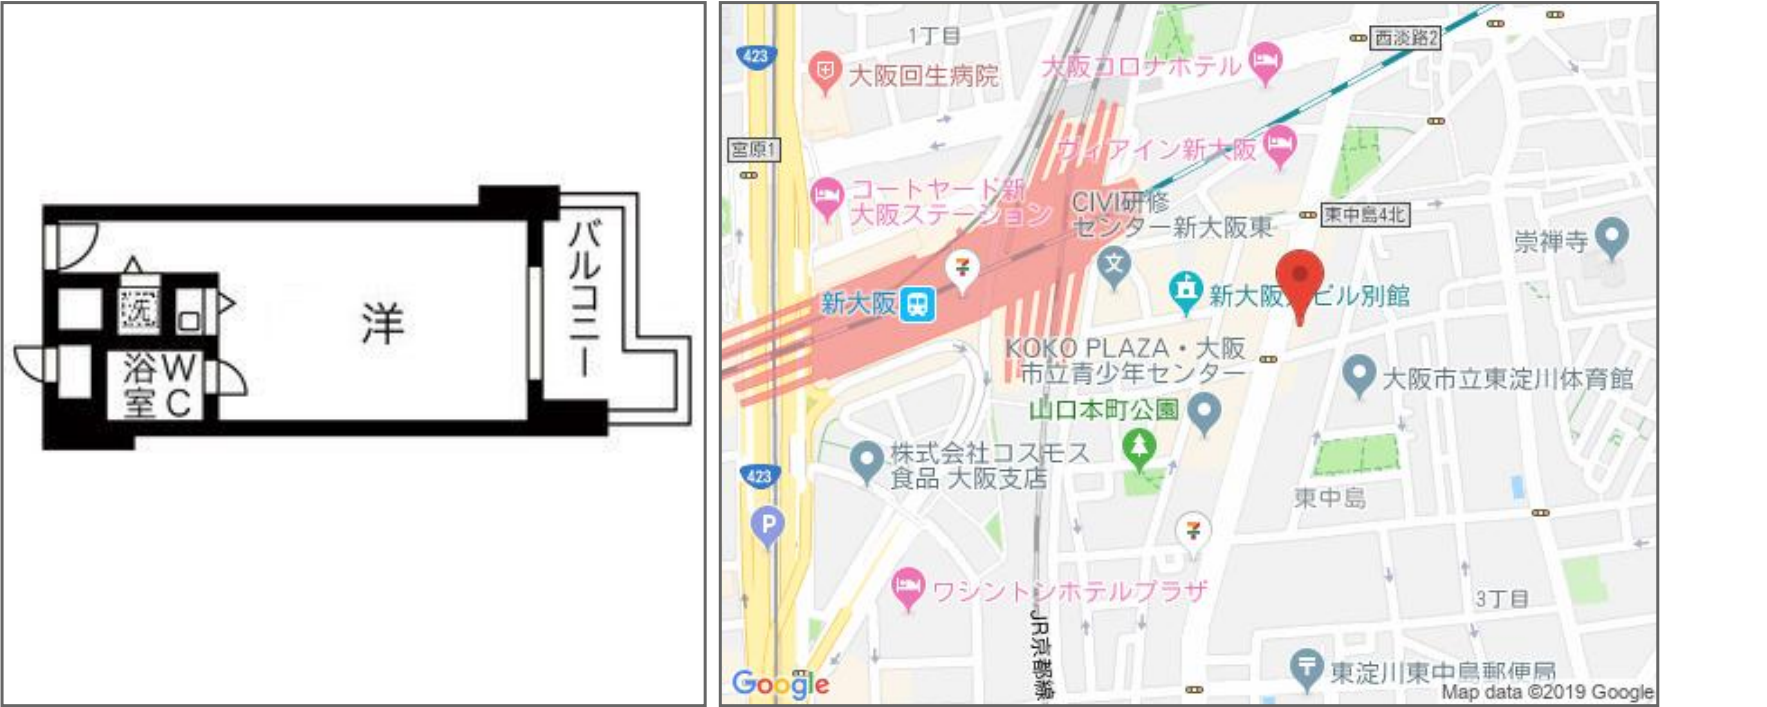 バルコニー
洗
洋
浴室
WC
1丁目
西淡路2
423
大阪回生病院
大阪コロナホテル
宮原1
ヴィアイン新大阪
コートヤード新
大阪ステーション
CIVI研修
センター新大阪東
東中島4北
崇禅寺
文
新大阪
KOKO PLAZA・大阪
市立青少年センター
大阪市立東淀川体育館
山口本町公園
株式会社コスモス
食品 大阪支店
423
P
東中島
ワシントンホテルプラザ
3丁目
JR京都線
東淀川東中島郵便局
Google
Map data ©2019 Google